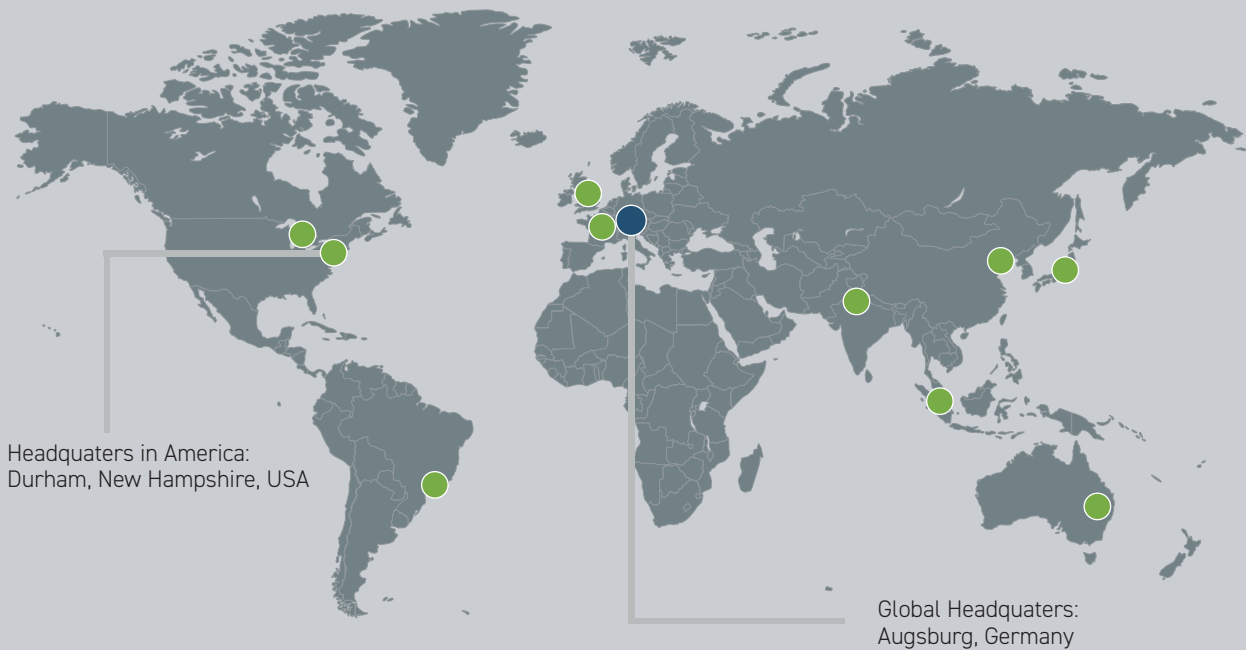 Headquaters in America:
Durham, New Hampshire, USA
Global Headquaters:
Augsburg, Germany